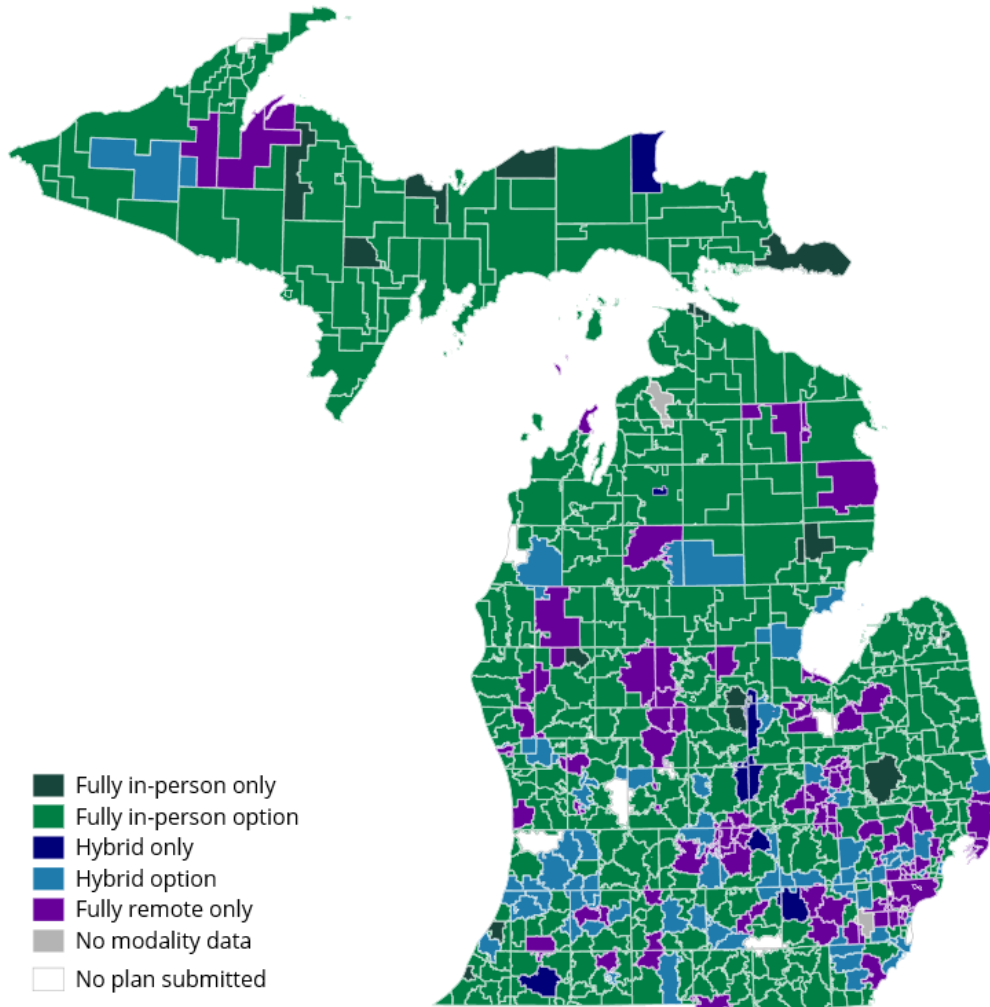 Fully in-person only
Fully in-person option
Hybrid only
Hybrid option
Fully remote only
No modality data
No plan submitted